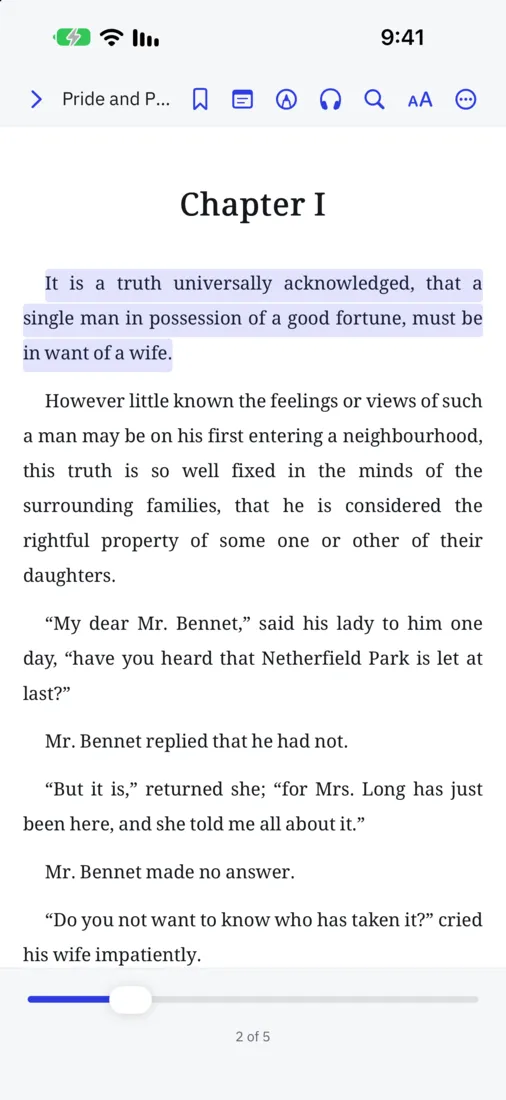 9:41
Pride and P...
AA
Chapter I
It is a truth universally acknowledged, that a
single man in possession of a good fortune, must be
in want of a wife.
However little known the feelings or views of such
a man may be on his first entering a neighbourhood,
this truth is so well fixed in the minds of the
surrounding families, that he is considered the
rightful property of some one or other of their
daughters.
“My dear Mr. Bennet,” said his lady to him one
day, “have you heard that Netherfield Park is let at
last?”
Mr. Bennet replied that he had not.
“But it is,” returned she; “for Mrs. Long has just
been here, and she told me all about it.”
Mr. Bennet made no answer.
“Do you not want to know who has taken it?” cried
his wife impatiently.
2 of 5